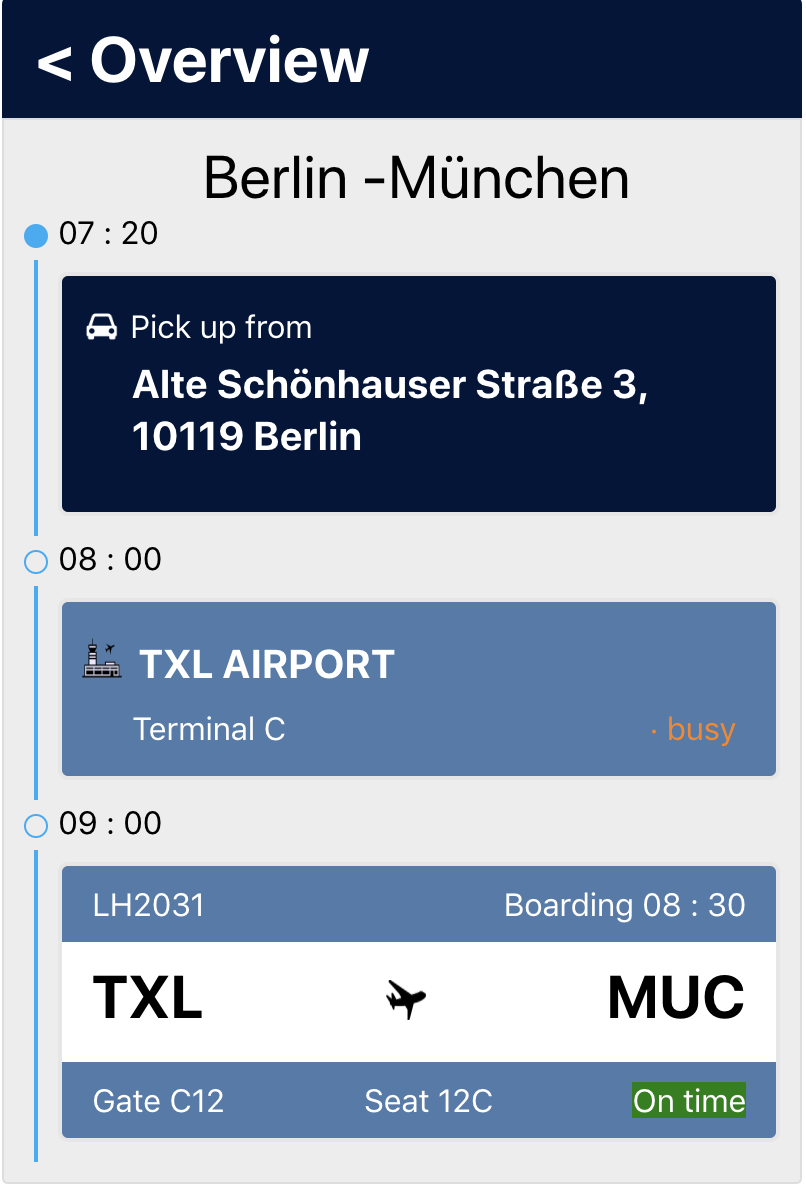 < Overview
Berlin -München
07 : 20
Pick up from
Alte Schönhauser Straße 3,
10119 Berlin
08 : 00
TXL AIRPORT
Terminal C · busy
09 : 00
LH2031 Boarding 08 : 30
TXL MUC
Gate C12 Seat 12C On time